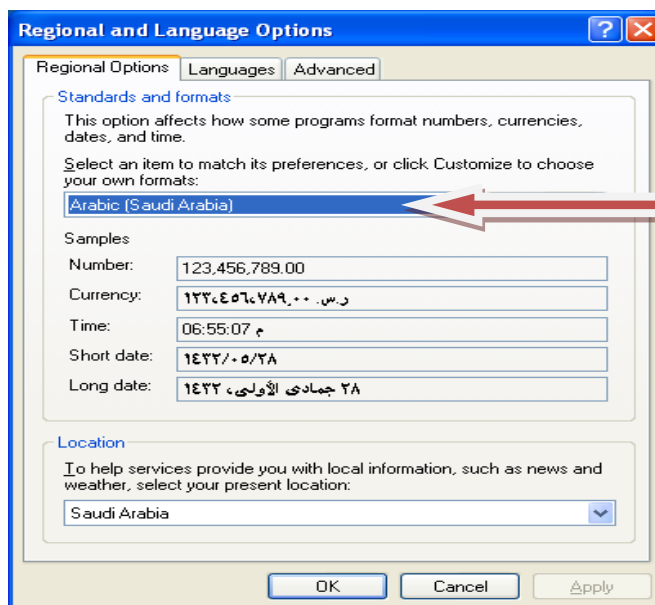 Regional and Language Options
Regional Options Languages Advanced
Standards and formats
This option affects how some programs format numbers, currencies,
dates, and time.
Select an item to match its preferences, or click Customize to choose
your own formats:
Arabic (Saudi Arabia)
Samples
Number: 123,456,789.00
Currency: ر.س. ١٢٣،٤٥٦،٧٨٩,٠٠
Time: 06:55:07 م
Short date: ١٤٣٢/٠٥/٢٨
Long date: ٢٨ جمادى الأولى، ١٤٣٢
Location
To help services provide you with local information, such as news and
weather, select your present location:
Saudi Arabia
OK Cancel Apply